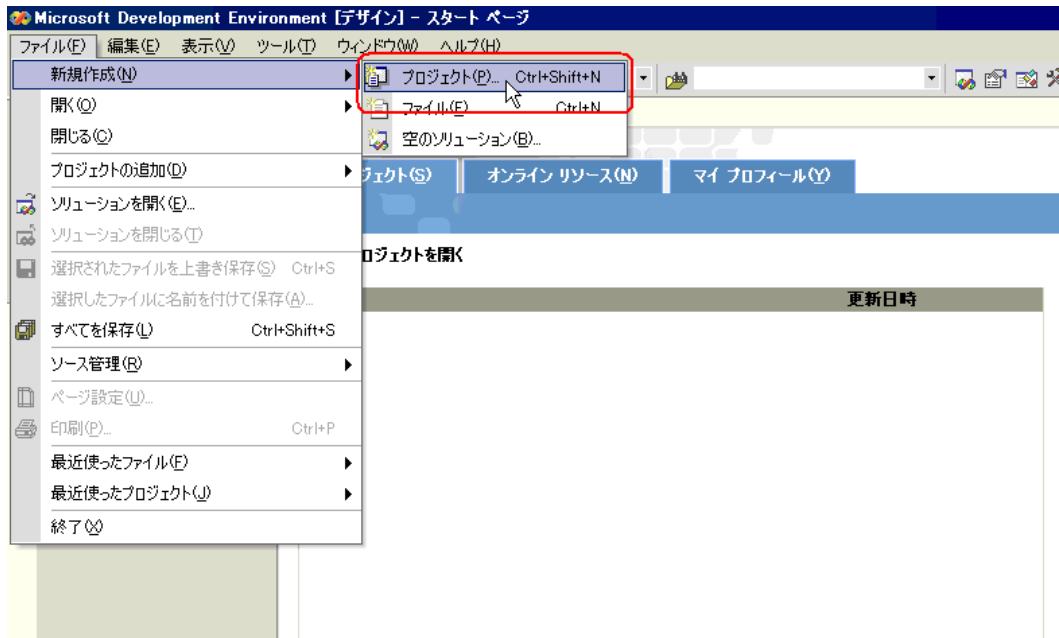 Microsoft Development Environment [デザイン] - スタート ページ
ファイル(F) 編集(E) 表示(V) ツール(T) ウィンドウ(W) ヘルプ(H)
新規作成(N)
プロジェクト(P)... Ctrl+Shift+N
ファイル(F)... Ctrl+N
空のソリューション(B)...
開く(O)
閉じる(C)
プロジェクトの追加(D)
ソリューションを開く(E)...
ソリューションを閉じる(T)
選択されたファイルを上書き保存(S) Ctrl+S
選択したファイルに名前を付けて保存(A)...
すべてを保存(L) Ctrl+Shift+S
ソース管理(R)
ページ設定(U)...
印刷(P)... Ctrl+P
最近使ったファイル(F)
最近使ったプロジェクト(J)
終了(X)
ジェクト(S) オンライン リソース(N) マイ プロフィール(Y)
ロジェクトを開く
更新日時